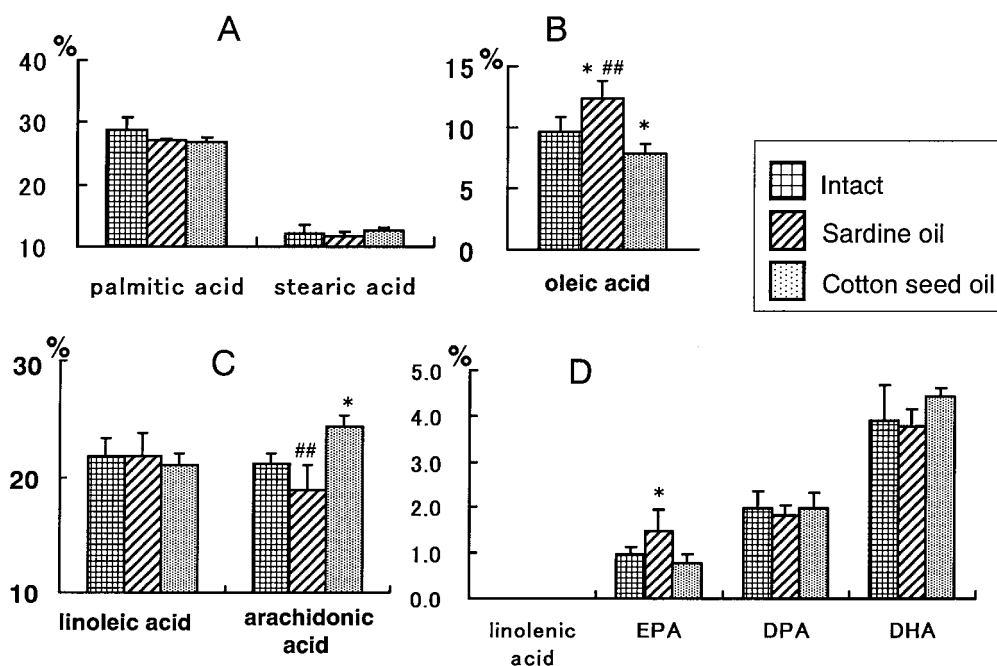 A
%
40
30
20
10
palmitic acid
stearic acid
B
%
15
10
5
0
* ##
*
oleic acid
Intact
Sardine oil
Cotton seed oil
C
%
30
20
10
##
*
linoleic acid
arachidonic
acid
D
%
5.0
4.0
3.0
2.0
1.0
0.0
*
linolenic
acid
EPA
DPA
DHA